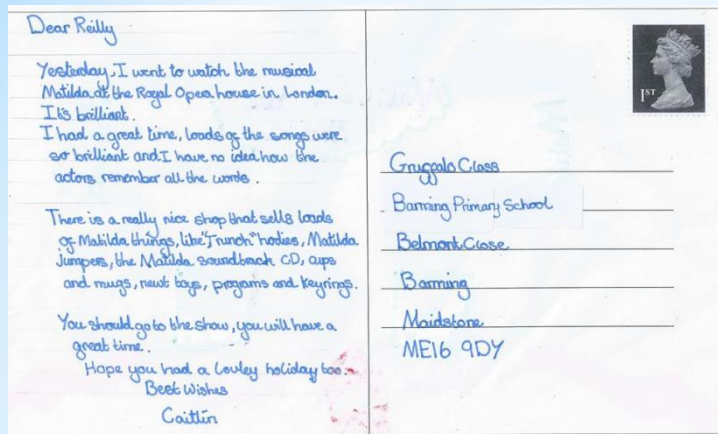 Dear Reilly
Yesterday, I went to watch the musical
Matilda, at the Royal Opera house in London.
It's brilliant.
I had a great time, loads of the songs were
so brilliant and I have no idea how the
actors remember all the words.
There is a really nice shop that sells loads
of Matilda things, like "Trunch" hodies, Matilda
jumpers, the Matilda soundtrack CD, cups
and mugs, newt toys, programs and keyrings.
You should go to the show, you will have a
great time.
Hope you had a Lovley holiday too.
Best Wishes
Caitlin
1ST
Gruffalo Class
Barming Primary School
Belmont Close
Barming
Maidstone
ME16 9DY